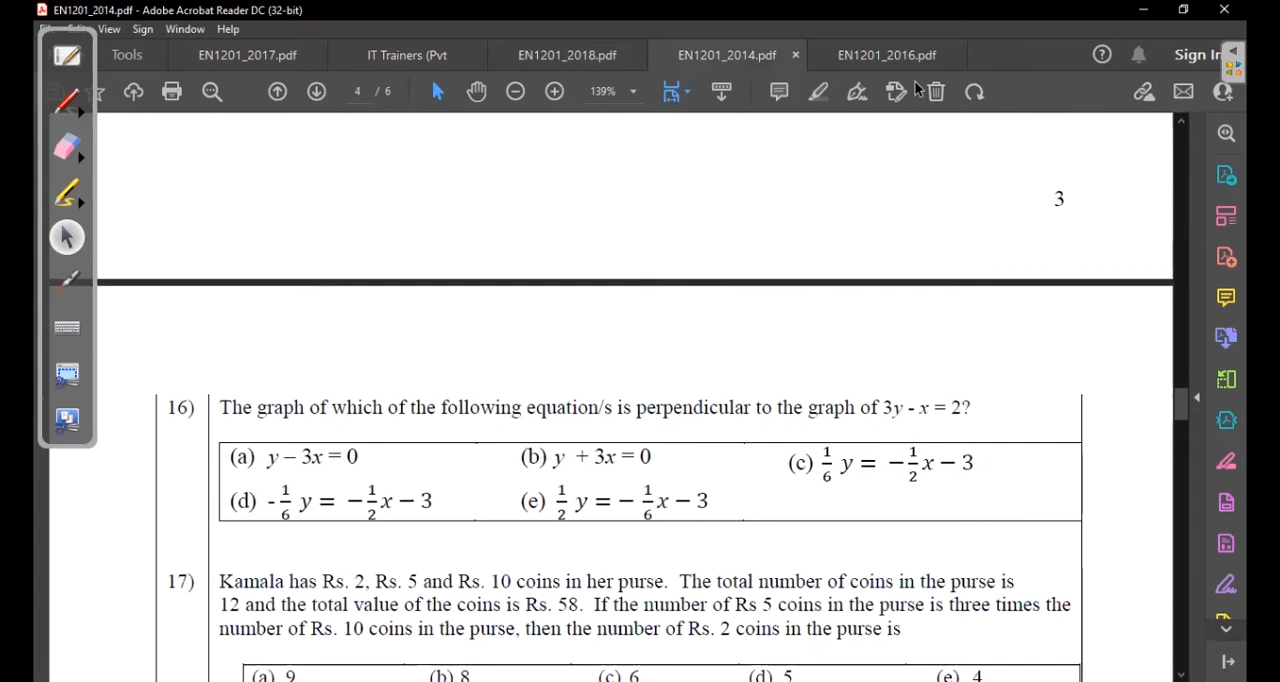 EN1201_2014.pdf - Adobe Acrobat Reader DC (32-bit)
File Edit View Sign Window Help
Tools EN1201_2017.pdf IT Trainers (Pvt EN1201_2018.pdf EN1201_2014.pdf × EN1201_2016.pdf Sign In
4 / 6 139%
3
16) The graph of which of the following equation/s is perpendicular to the graph of 3y - x = 2?
(a) y – 3x = 0 (b) y + 3x = 0 (c) 1/6 y = −1/2 x − 3
(d) -1/6 y = −1/2 x − 3 (e) 1/2 y = − 1/6 x − 3
17) Kamala has Rs. 2, Rs. 5 and Rs. 10 coins in her purse. The total number of coins in the purse is
12 and the total value of the coins is Rs. 58. If the number of Rs 5 coins in the purse is three times the
number of Rs. 10 coins in the purse, then the number of Rs. 2 coins in the purse is
(a) 9 (b) 8 (c) 6 (d) 5 (e) 4